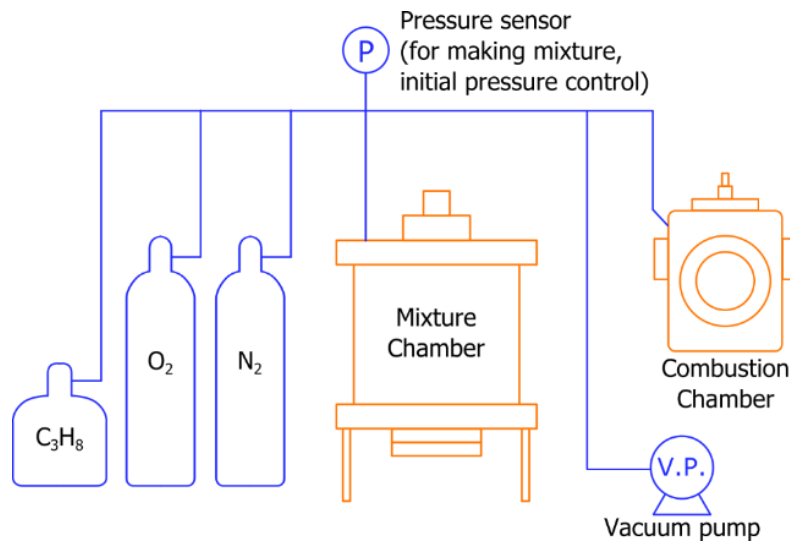 Pressure sensor
(for making mixture,
initial pressure control)
P
C₃H₈
O₂
N₂
Mixture
Chamber
Combustion
Chamber
V.P.
Vacuum pump